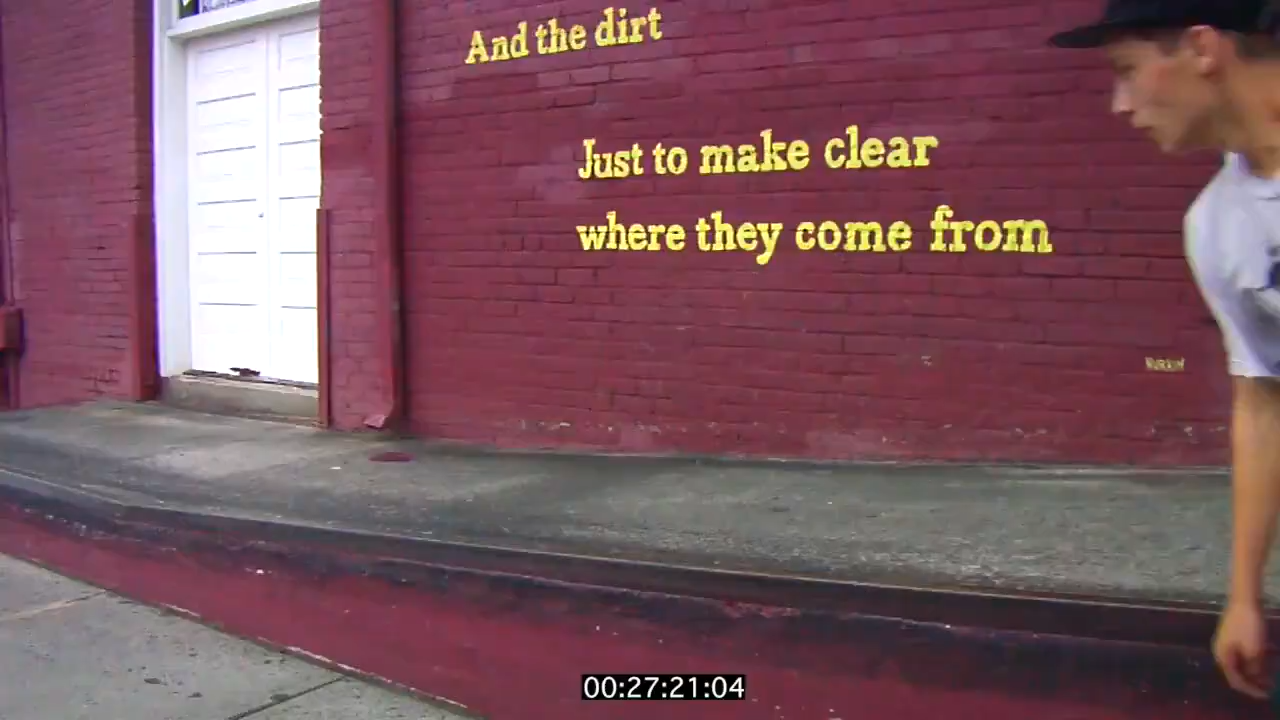 And the dirt
Just to make clear
where they come from
00:27:21:04